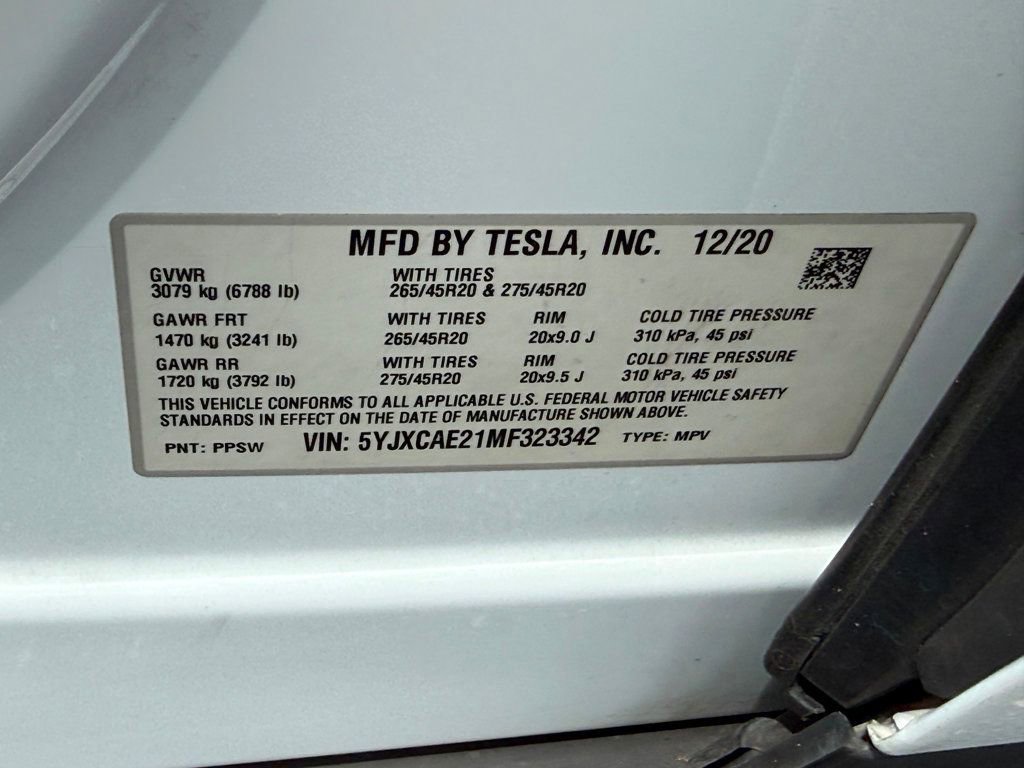 MFD BY TESLA, INC. 12/20
GVWR WITH TIRES
3079 kg (6788 lb) 265/45R20 & 275/45R20
GAWR FRT WITH TIRES RIM COLD TIRE PRESSURE
1470 kg (3241 lb) 265/45R20 20x9.0 J 310 kPa, 45 psi
GAWR RR WITH TIRES RIM COLD TIRE PRESSURE
1720 kg (3792 lb) 275/45R20 20x9.5 J 310 kPa, 45 psi
THIS VEHICLE CONFORMS TO ALL APPLICABLE U.S. FEDERAL MOTOR VEHICLE SAFETY
STANDARDS IN EFFECT ON THE DATE OF MANUFACTURE SHOWN ABOVE.
PNT: PPSW VIN: 5YJXCAE21MF323342 TYPE: MPV